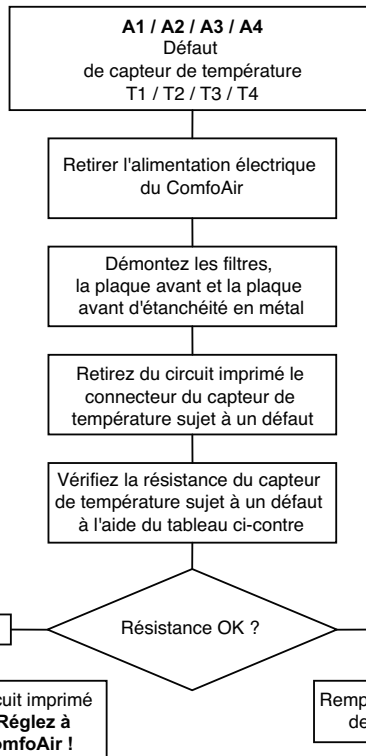 A1 / A2 / A3 / A4
Défaut
de capteur de température
T1 / T2 / T3 / T4
Retirer l'alimentation électrique
du ComfoAir
Démontez les filtres,
la plaque avant et la plaque
avant d'étanchéité en métal
Retirez du circuit imprimé le
connecteur du capteur de
température sujet à un défaut
Vérifiez la résistance du capteur
de température sujet à un défaut
à l'aide du tableau ci-contre
Résistance OK ?
imprimé
Réglez à
!
de